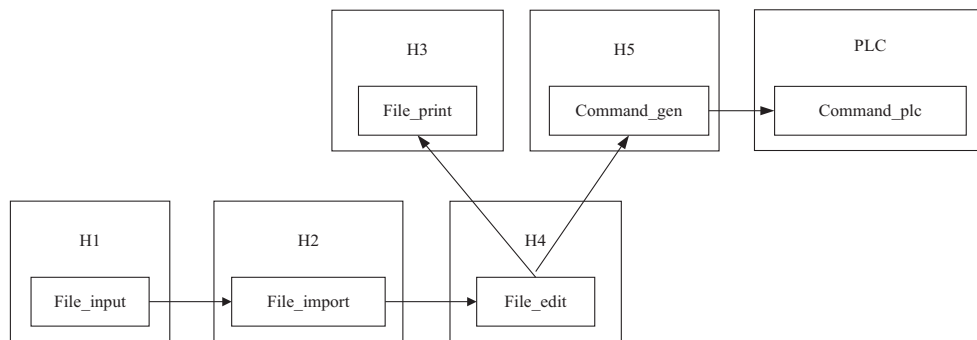 H3
H5
PLC
File_print
Command_gen
Command_plc
H1
H2
H4
File_input
File_import
File_edit